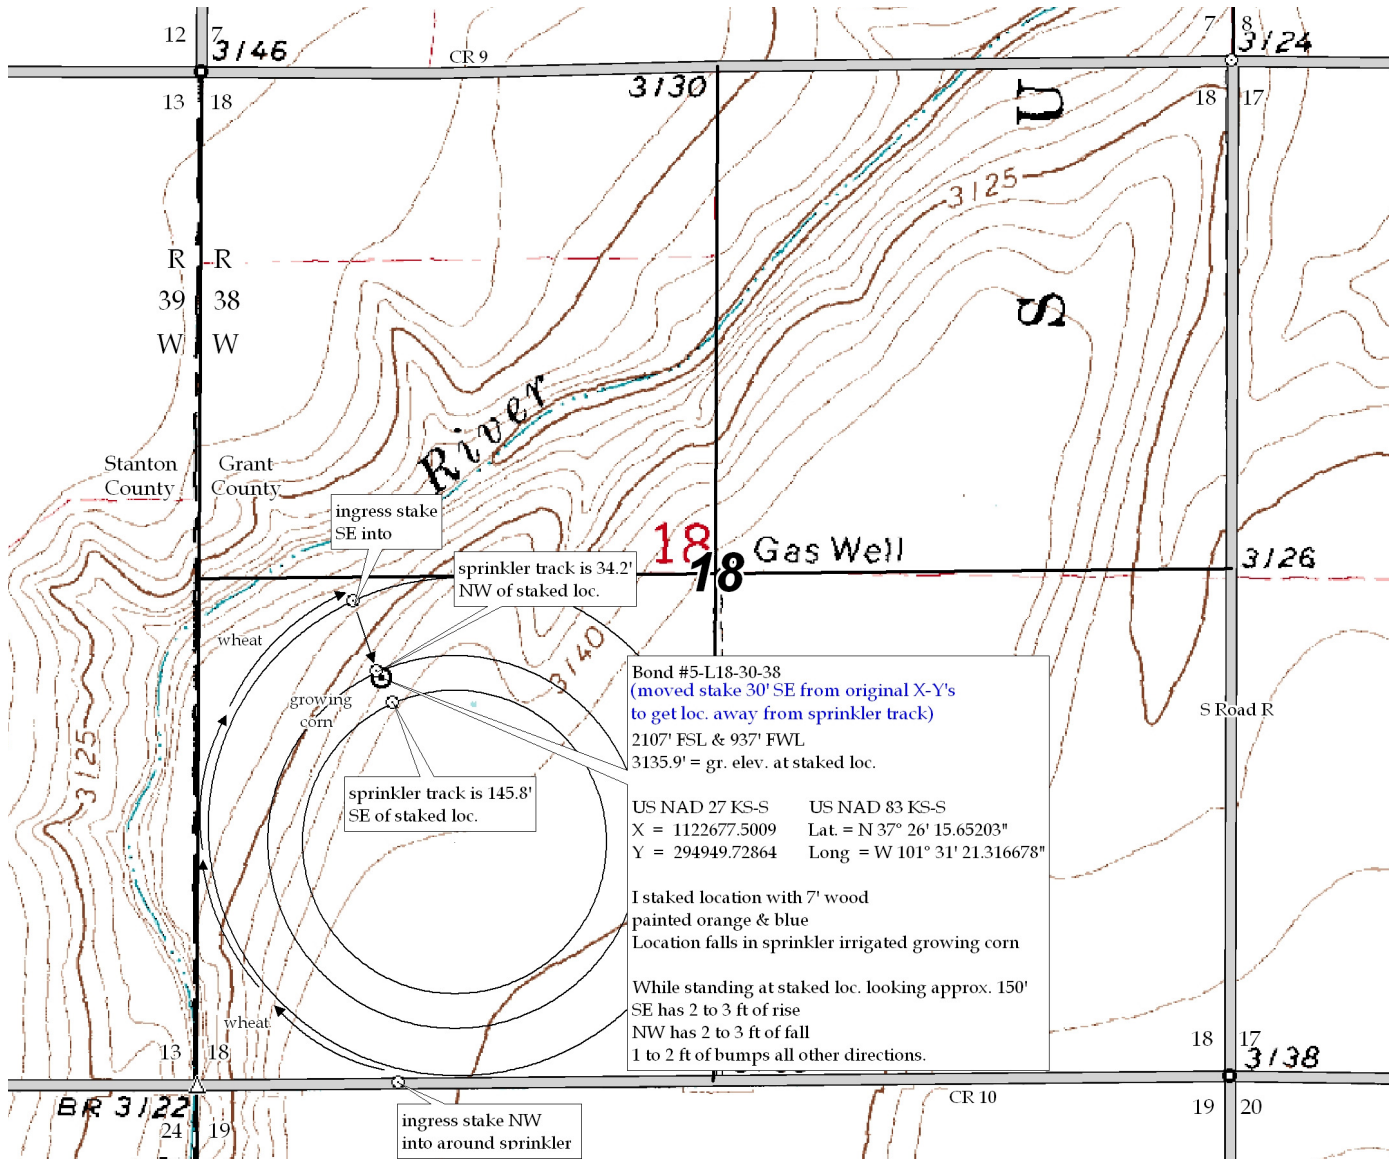 12 7
3146
CR 9
7 8
3124
13 18
3130
18 17
U
3125
R R
39 38
W W
S
River
Stanton
County
Grant
County
ingress stake
SE into
18
18
Gas Well
3126
sprinkler track is 34.2'
NW of staked loc.
wheat
3140
growing
corn
Bond #5-L18-30-38
(moved stake 30' SE from original X-Y's
to get loc. away from sprinkler track)
2107' FSL & 937' FWL
3135.9' = gr. elev. at staked loc.
US NAD 27 KS-S US NAD 83 KS-S
X = 1122677.5009 Lat. = N 37° 26' 15.65203"
Y = 294949.72864 Long = W 101° 31' 21.316678"
I staked location with 7' wood
painted orange & blue
Location falls in sprinkler irrigated growing corn
While standing at staked loc. looking approx. 150'
SE has 2 to 3 ft of rise
NW has 2 to 3 ft of fall
1 to 2 ft of bumps all other directions.
S Road R
3125
sprinkler track is 145.8'
SE of staked loc.
wheat
13 18
18 17
3138
BR 3122
CR 10
24 19
19 20
ingress stake NW
into around sprinkler